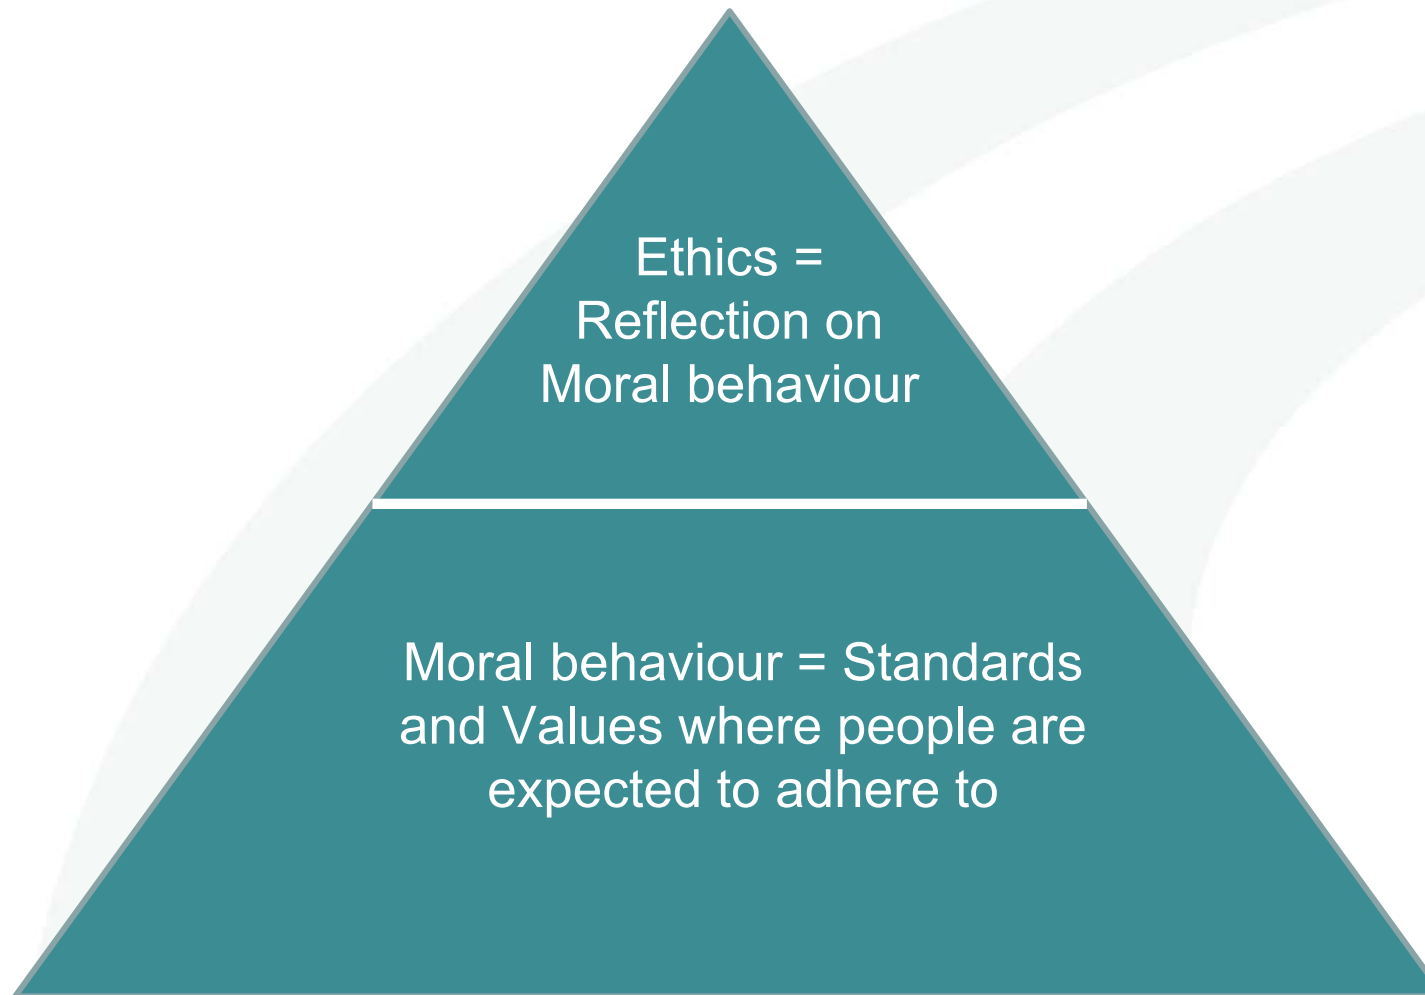 Ethics =
Reflection on
Moral behaviour
Moral behaviour = Standards
and Values where people are
expected to adhere to